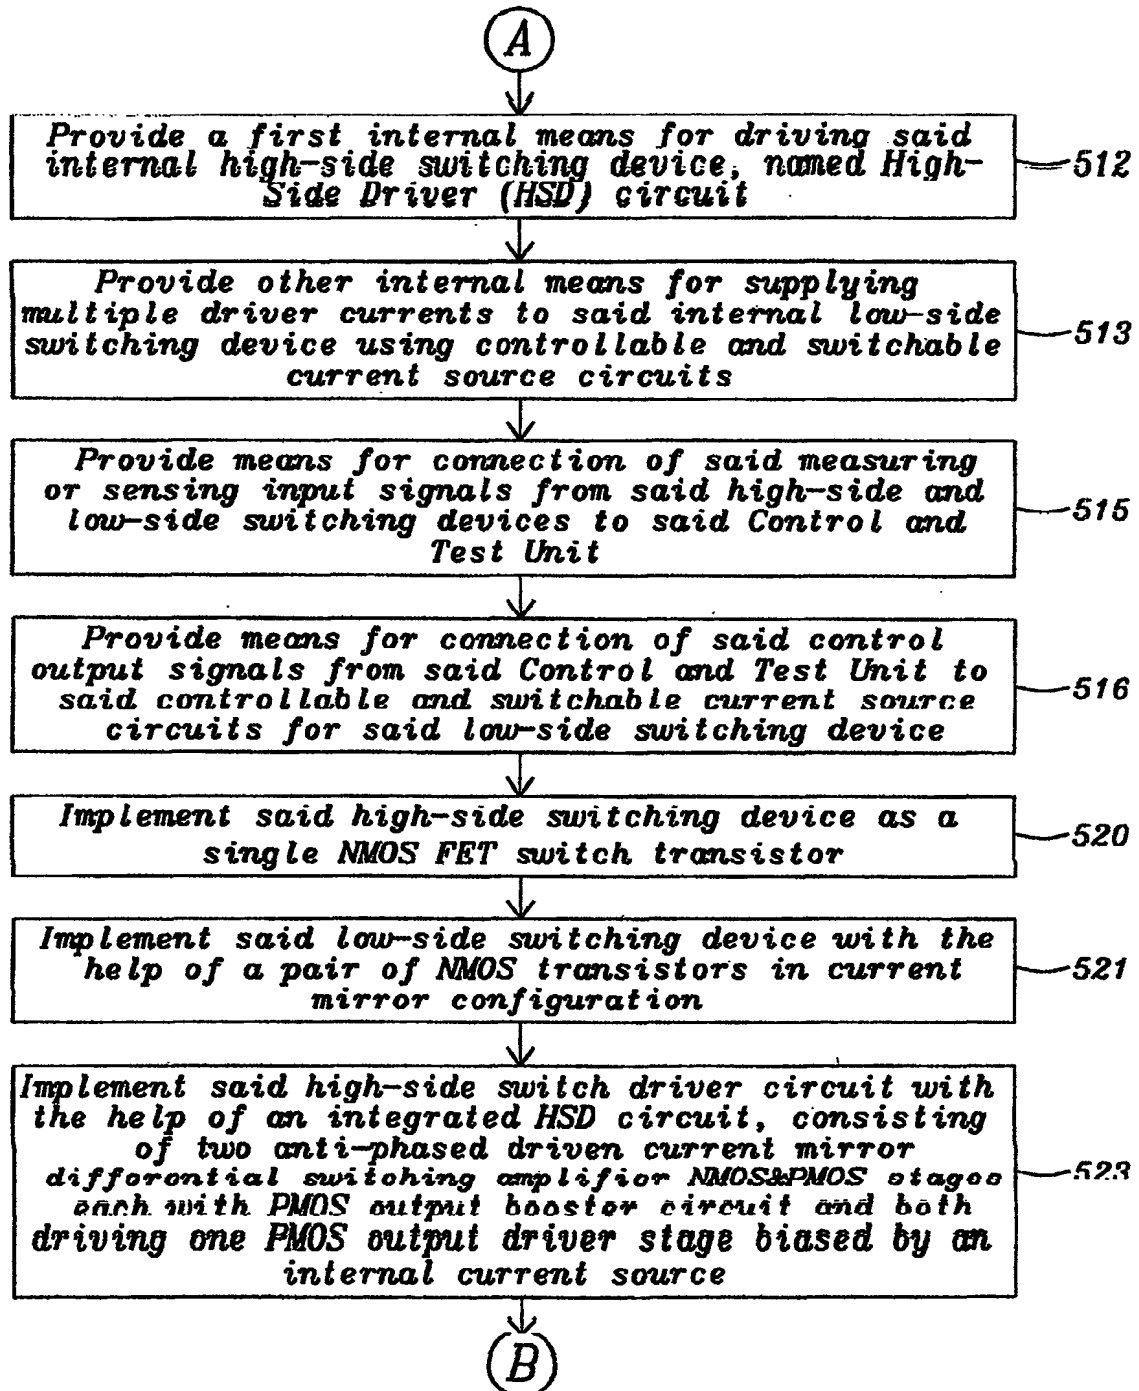 A
Provide a first internal means for driving said
internal high-side switching device, named High-
Side Driver (HSD) circuit
512
Provide other internal means for supplying
multiple driver currents to said internal low-side
switching device using controllable and switchable
current source circuits
513
Provide means for connection of said measuring
or sensing input signals from said high-side and
low-side switching devices to said Control and
Test Unit
515
Provide means for connection of said control
output signals from said Control and Test Unit to
said controllable and switchable current source
circuits for said low-side switching device
516
Implement said high-side switching device as a
single NMOS FET switch transistor
520
Implement said low-side switching device with the
help of a pair of NMOS transistors in current
mirror configuration
521
Implement said high-side switch driver circuit with
the help of an integrated HSD circuit, consisting
of two anti-phased driven current mirror
differential switching amplifier NMOS&PMOS stages
each with PMOS output booster circuit and both
driving one PMOS output driver stage biased by an
internal current source
523
B